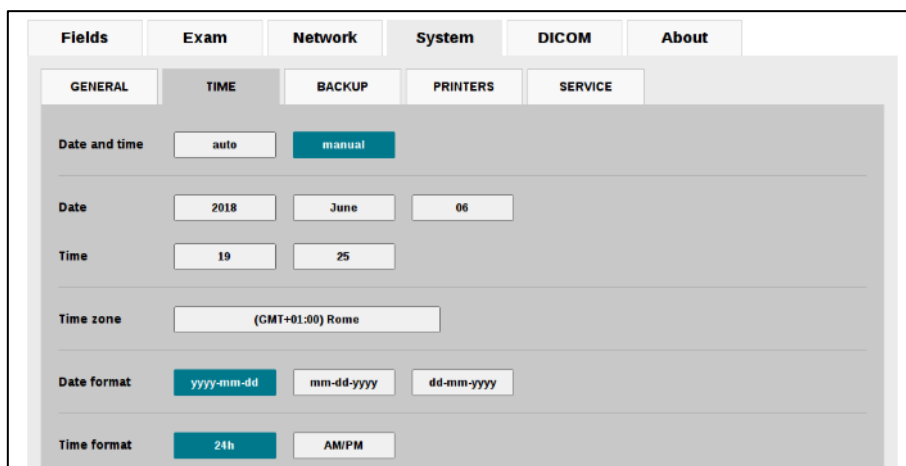 Fields Exam Network System DICOM About
GENERAL TIME BACKUP PRINTERS SERVICE
Date and time auto manual
Date 2018 June 06
Time 19 25
Time zone (GMT+01:00) Rome
Date format yyyy-mm-dd mm-dd-yyyy dd-mm-yyyy
Time format 24h AM/PM